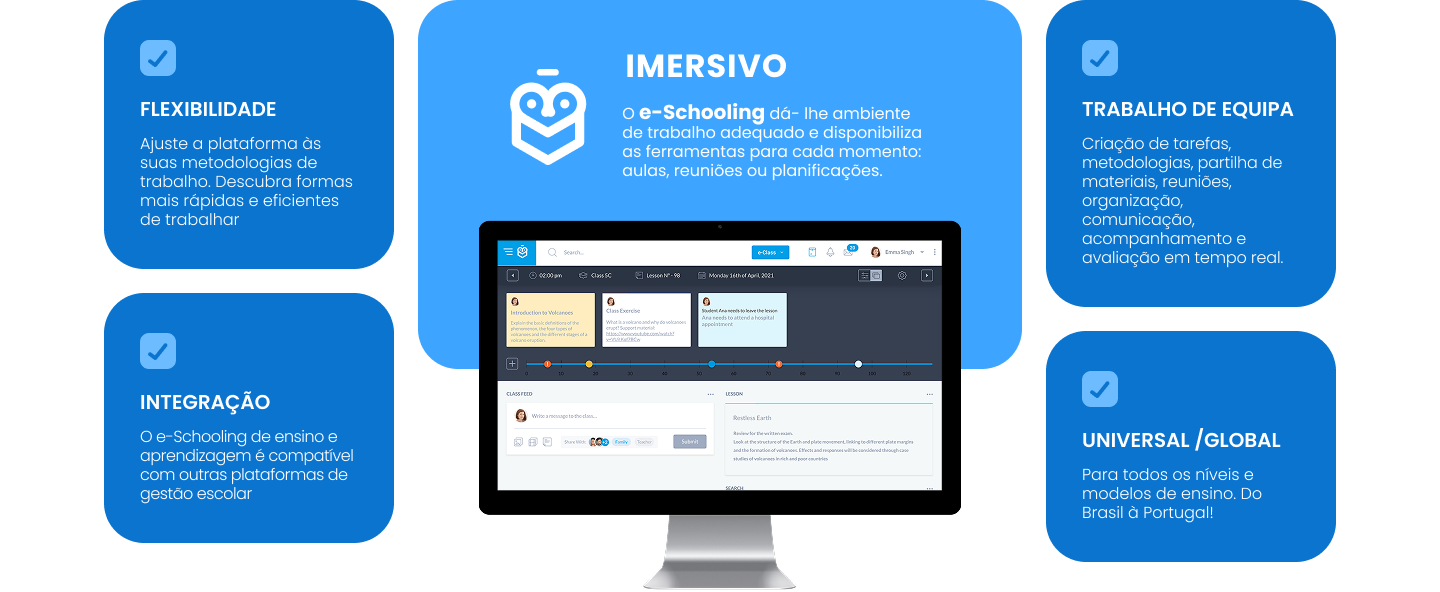 FLEXIBILIDADE
Ajuste a plataforma às
suas metodologias de
trabalho. Descubra formas
mais rápidas e eficientes
de trabalhar
INTEGRAÇÃO
O e-Schooling de ensino e
aprendizagem é compatível
com outras plataformas de
gestão escolar
IMERSIVO
O e-Schooling dá- lhe ambiente
de trabalho adequado e disponibiliza
as ferramentas para cada momento:
aulas, reuniões ou planificações.
Search...
e-Class
20
Emma Singh
02:00 pm
Class 5C
Lesson Nº - 98
Monday 16th of April, 2021
Introduction to Volcanoes
Explain the basic definitions of the
phenomenon, the four types of
volcanoes and the different stages of a
volcano eruption.
Class Exercise
What is a volcano and why do volcanoes
erupt? Support material:
Student Ana needs to leave the lesson
Ana needs to attend a hospital
appointment
0 10 20 30 40 50 60 70 80 90 100 110
CLASS FEED
Write a message to the class...
Share With:
Family
Teacher
Submit
LESSON
Restless Earth
Review for the written exam.
Look at the structure of the Earth and plate movement, linking to different plate margins
and the formation of volcanoes. Effects and responses will be considered through case
studies of volcanoes in rich and poor countries
SEARCH
TRABALHO DE EQUIPA
Criação de tarefas,
metodologias, partilha de
materiais, reuniões,
organização,
comunicação,
acompanhamento e
avaliação em tempo real.
UNIVERSAL /GLOBAL
Para todos os níveis e
modelos de ensino. Do
Brasil à Portugal!